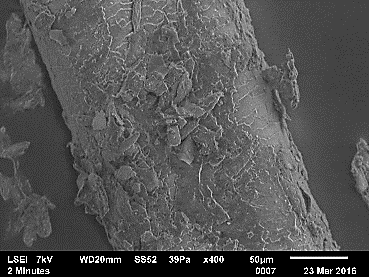 LSEI 7kV WD20mm SS52 39Pa x400 50µm
2 Minutes 0007 23 Mar 2016